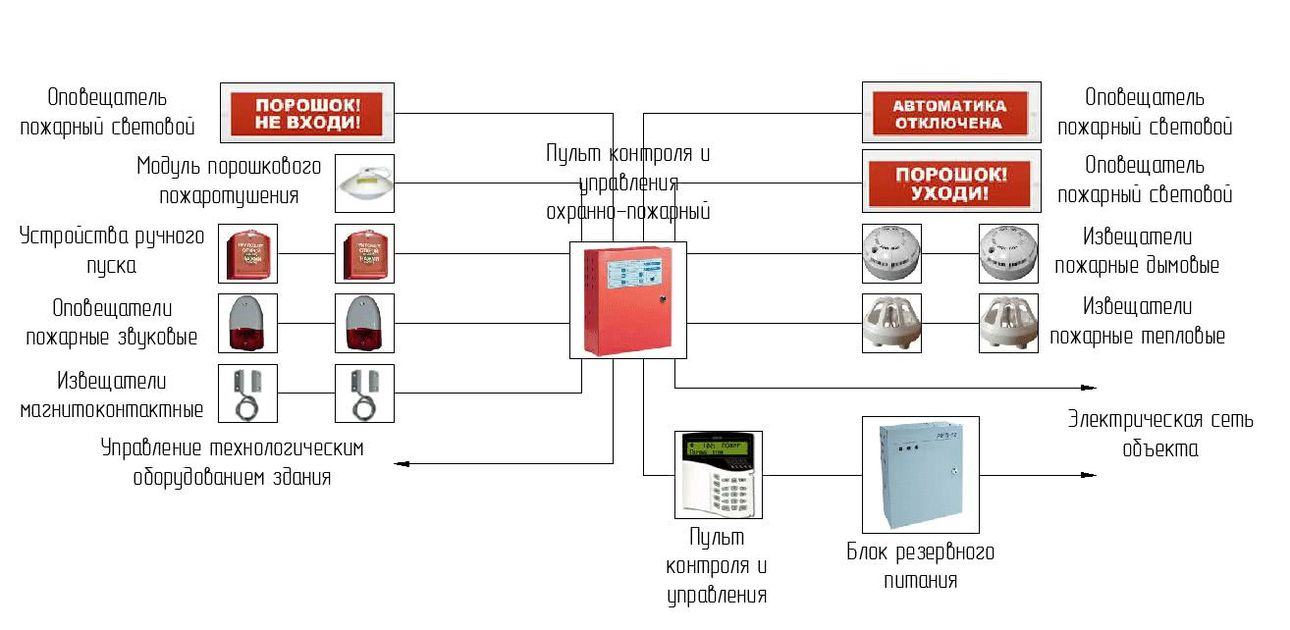 Оповещатель
пожарный световой
ПОРОШОК!
НЕ ВХОДИ!
АВТОМАТИКА
ОТКЛЮЧЕНА
Оповещатель
пожарный световой
Модуль порошкового
пожаротушения
Пульт контроля и
управления
охранно-пожарный
ПОРОШОК!
УХОДИ!
Оповещатель
пожарный световой
Устройства ручного
пуска
Извещатели
пожарные дымовые
Оповещатели
пожарные звуковые
Извещатели
пожарные тепловые
Извещатели
магнитоконтактные
Управление технологическим
оборудованием здания
Электрическая сеть
объекта
Пульт
контроля и
управления
Блок резервного
питания